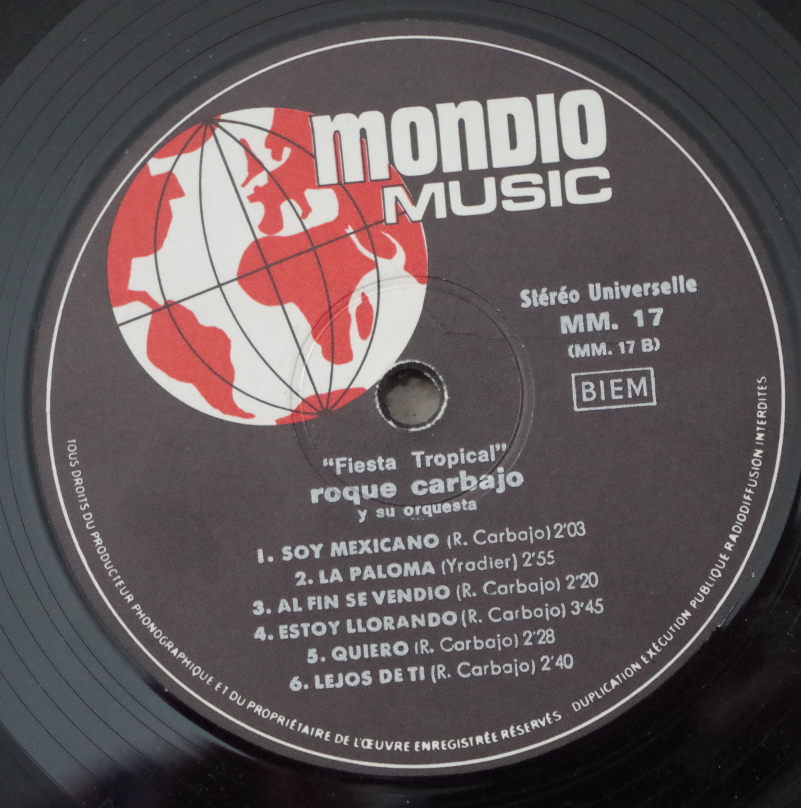 MONDIO
MUSIC
Stéréo Universelle
MM. 17
(MM. 17 B)
BIEM
"Fiesta Tropical"
roque carbajo
y su orquesta
1. SOY MEXICANO (R. Carbajo) 2'03
2. LA PALOMA (Yradier) 2'55
3. AL FIN SE VENDIO (R. Carbajo) 2'20
4. ESTOY LLORANDO (R. Carbajo) 3'45
5. QUIERO (R. Carbajo) 2'28
6. LEJOS DE TI (R. Carbajo) 2'40
TOUS DROITS DU PRODUCTEUR PHONOGRAPHIQUE ET DU PROPRIÉTAIRE DE L'ŒUVRE ENREGISTRÉE RÉSERVÉS DUPLICATION EXÉCUTION PUBLIQUE RADIODIFFUSION INTERDITES